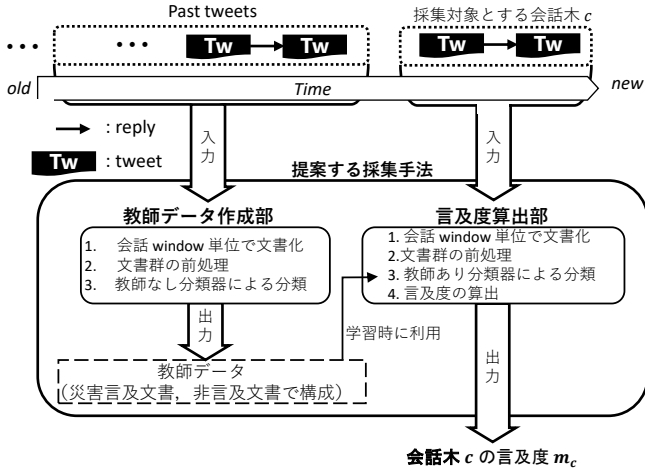 Past tweets
採集対象とする会話木 c
• • •
• • •
Tw
Tw
Tw
Tw
old
Time
new
: reply
Tw : tweet
入力
入力
提案する採集手法
教師データ作成部
1. 会話 window 単位で文書化
2. 文書群の前処理
3. 教師なし分類器による分類
言及度算出部
1. 会話 window 単位で文書化
2.文書群の前処理
3. 教師あり分類器による分類
4. 言及度の算出
出力
学習時に利用
教師データ
(災害言及文書，非言及文書で構成)
出力
会話木 c の言及度 m_c